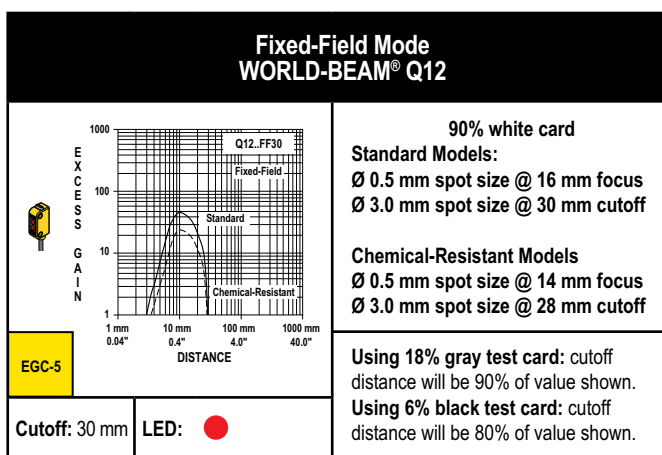 Fixed-Field Mode
WORLD-BEAM® Q12
EXCESS GAIN
1000
100
10
1
Q12..FF30
Fixed-Field
Standard
Chemical-Resistant
1 mm 10 mm 100 mm 1000 mm
0.04" 0.4" 4.0" 40.0"
DISTANCE
EGC-5
Cutoff: 30 mm
LED:
90% white card
Standard Models:
Ø 0.5 mm spot size @ 16 mm focus
Ø 3.0 mm spot size @ 30 mm cutoff
Chemical-Resistant Models
Ø 0.5 mm spot size @ 14 mm focus
Ø 3.0 mm spot size @ 28 mm cutoff
Using 18% gray test card: cutoff
distance will be 90% of value shown.
Using 6% black test card: cutoff
distance will be 80% of value shown.